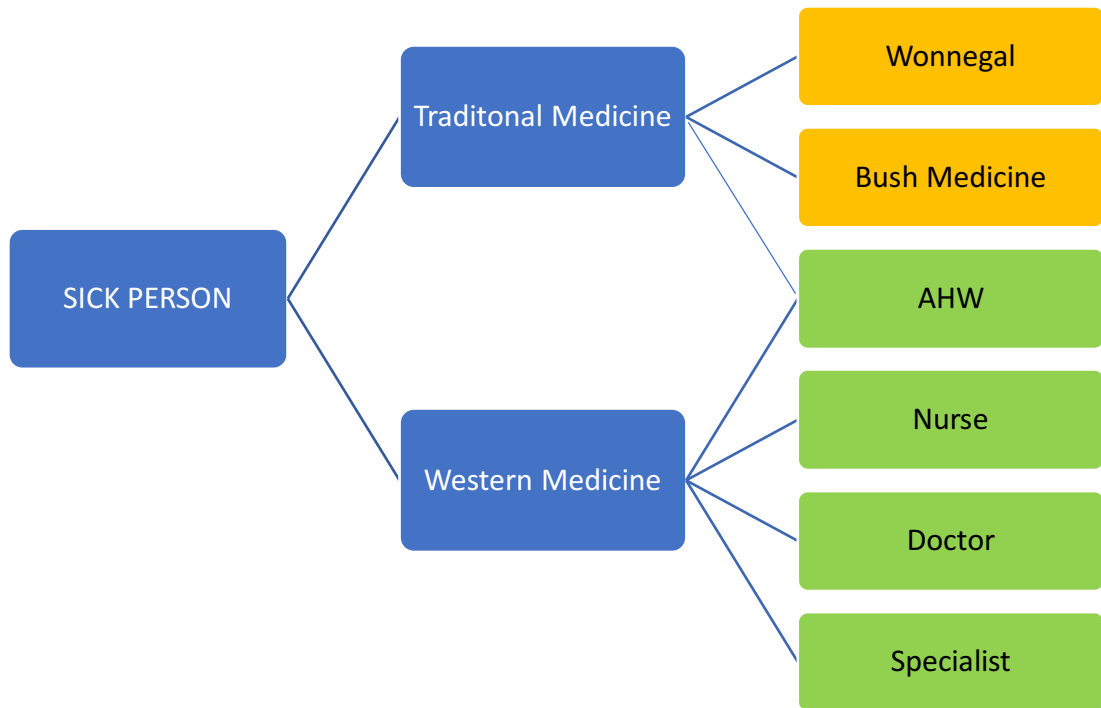 SICK PERSON
Traditonal Medicine
Western Medicine
Wonnegal
Bush Medicine
AHW
Nurse
Doctor
Specialist